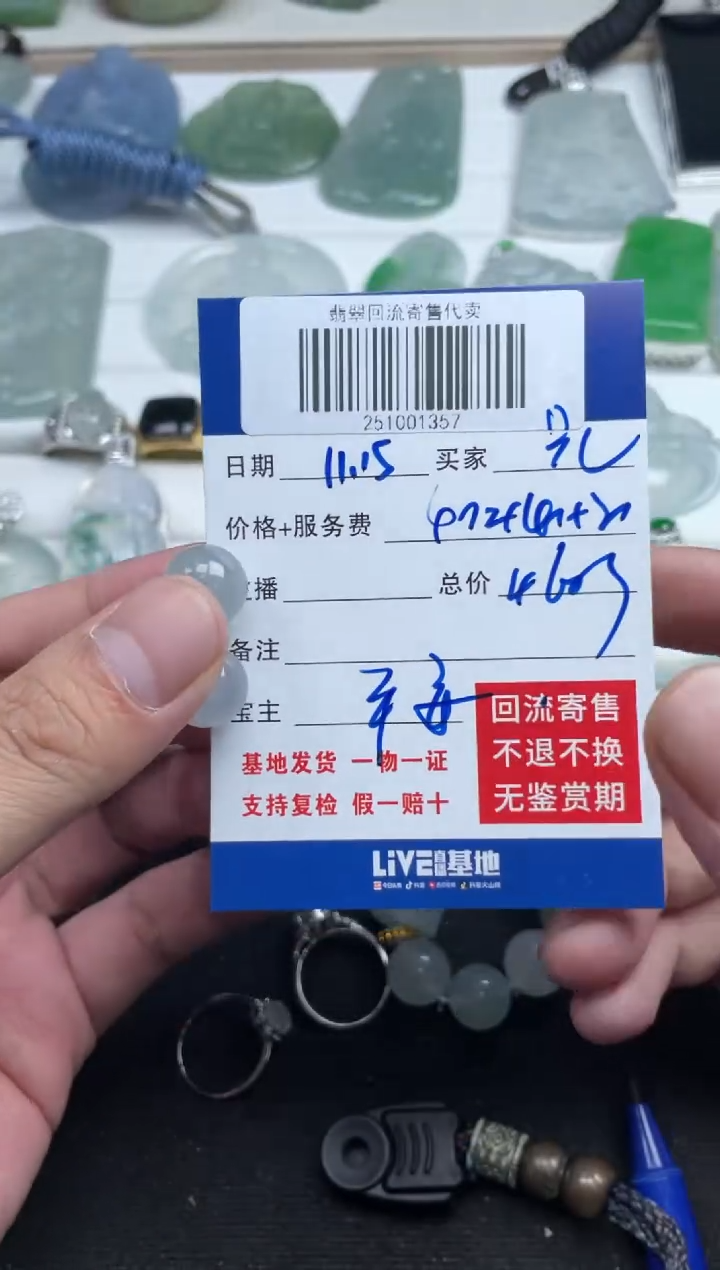 翡翠回流寄售代卖
251001357
日期 11.15 买家
价格+服务费
播 总价
备注
宝主
回流寄售
不退不换
无鉴赏期
基地发货 一物一证
支持复检 假一赔十
LiVE直播基地